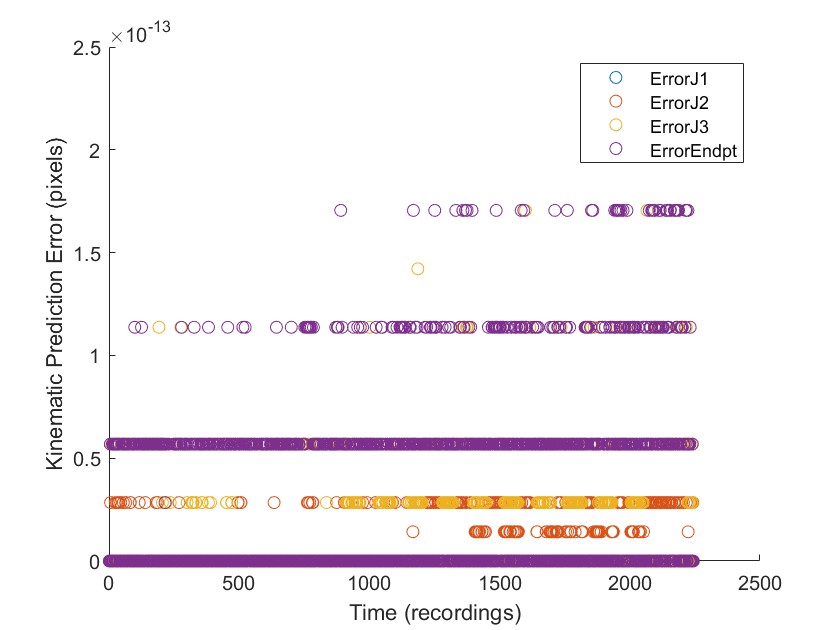 ×10^-13
2.5
2
1.5
1
0.5
0
Kinematic Prediction Error (pixels)
ErrorJ1
ErrorJ2
ErrorJ3
ErrorEndpt
0 500 1000 1500 2000 2500
Time (recordings)